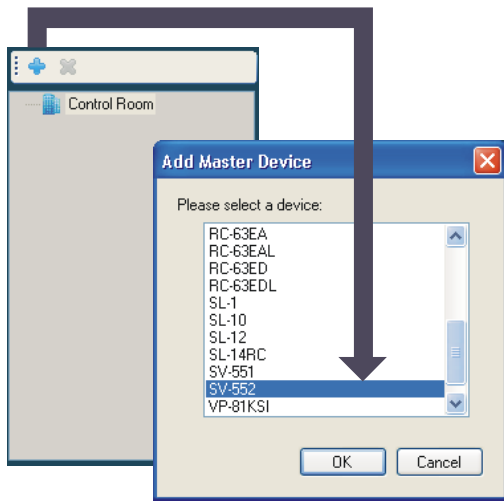 Control Room
Add Master Device
Please select a device:
RC-63EA
RC-63EAL
RC-63ED
RC-63EDL
SL-1
SL-10
SL-12
SL-14RC
SV-551
SV-552
VP-81KSI
OK
Cancel